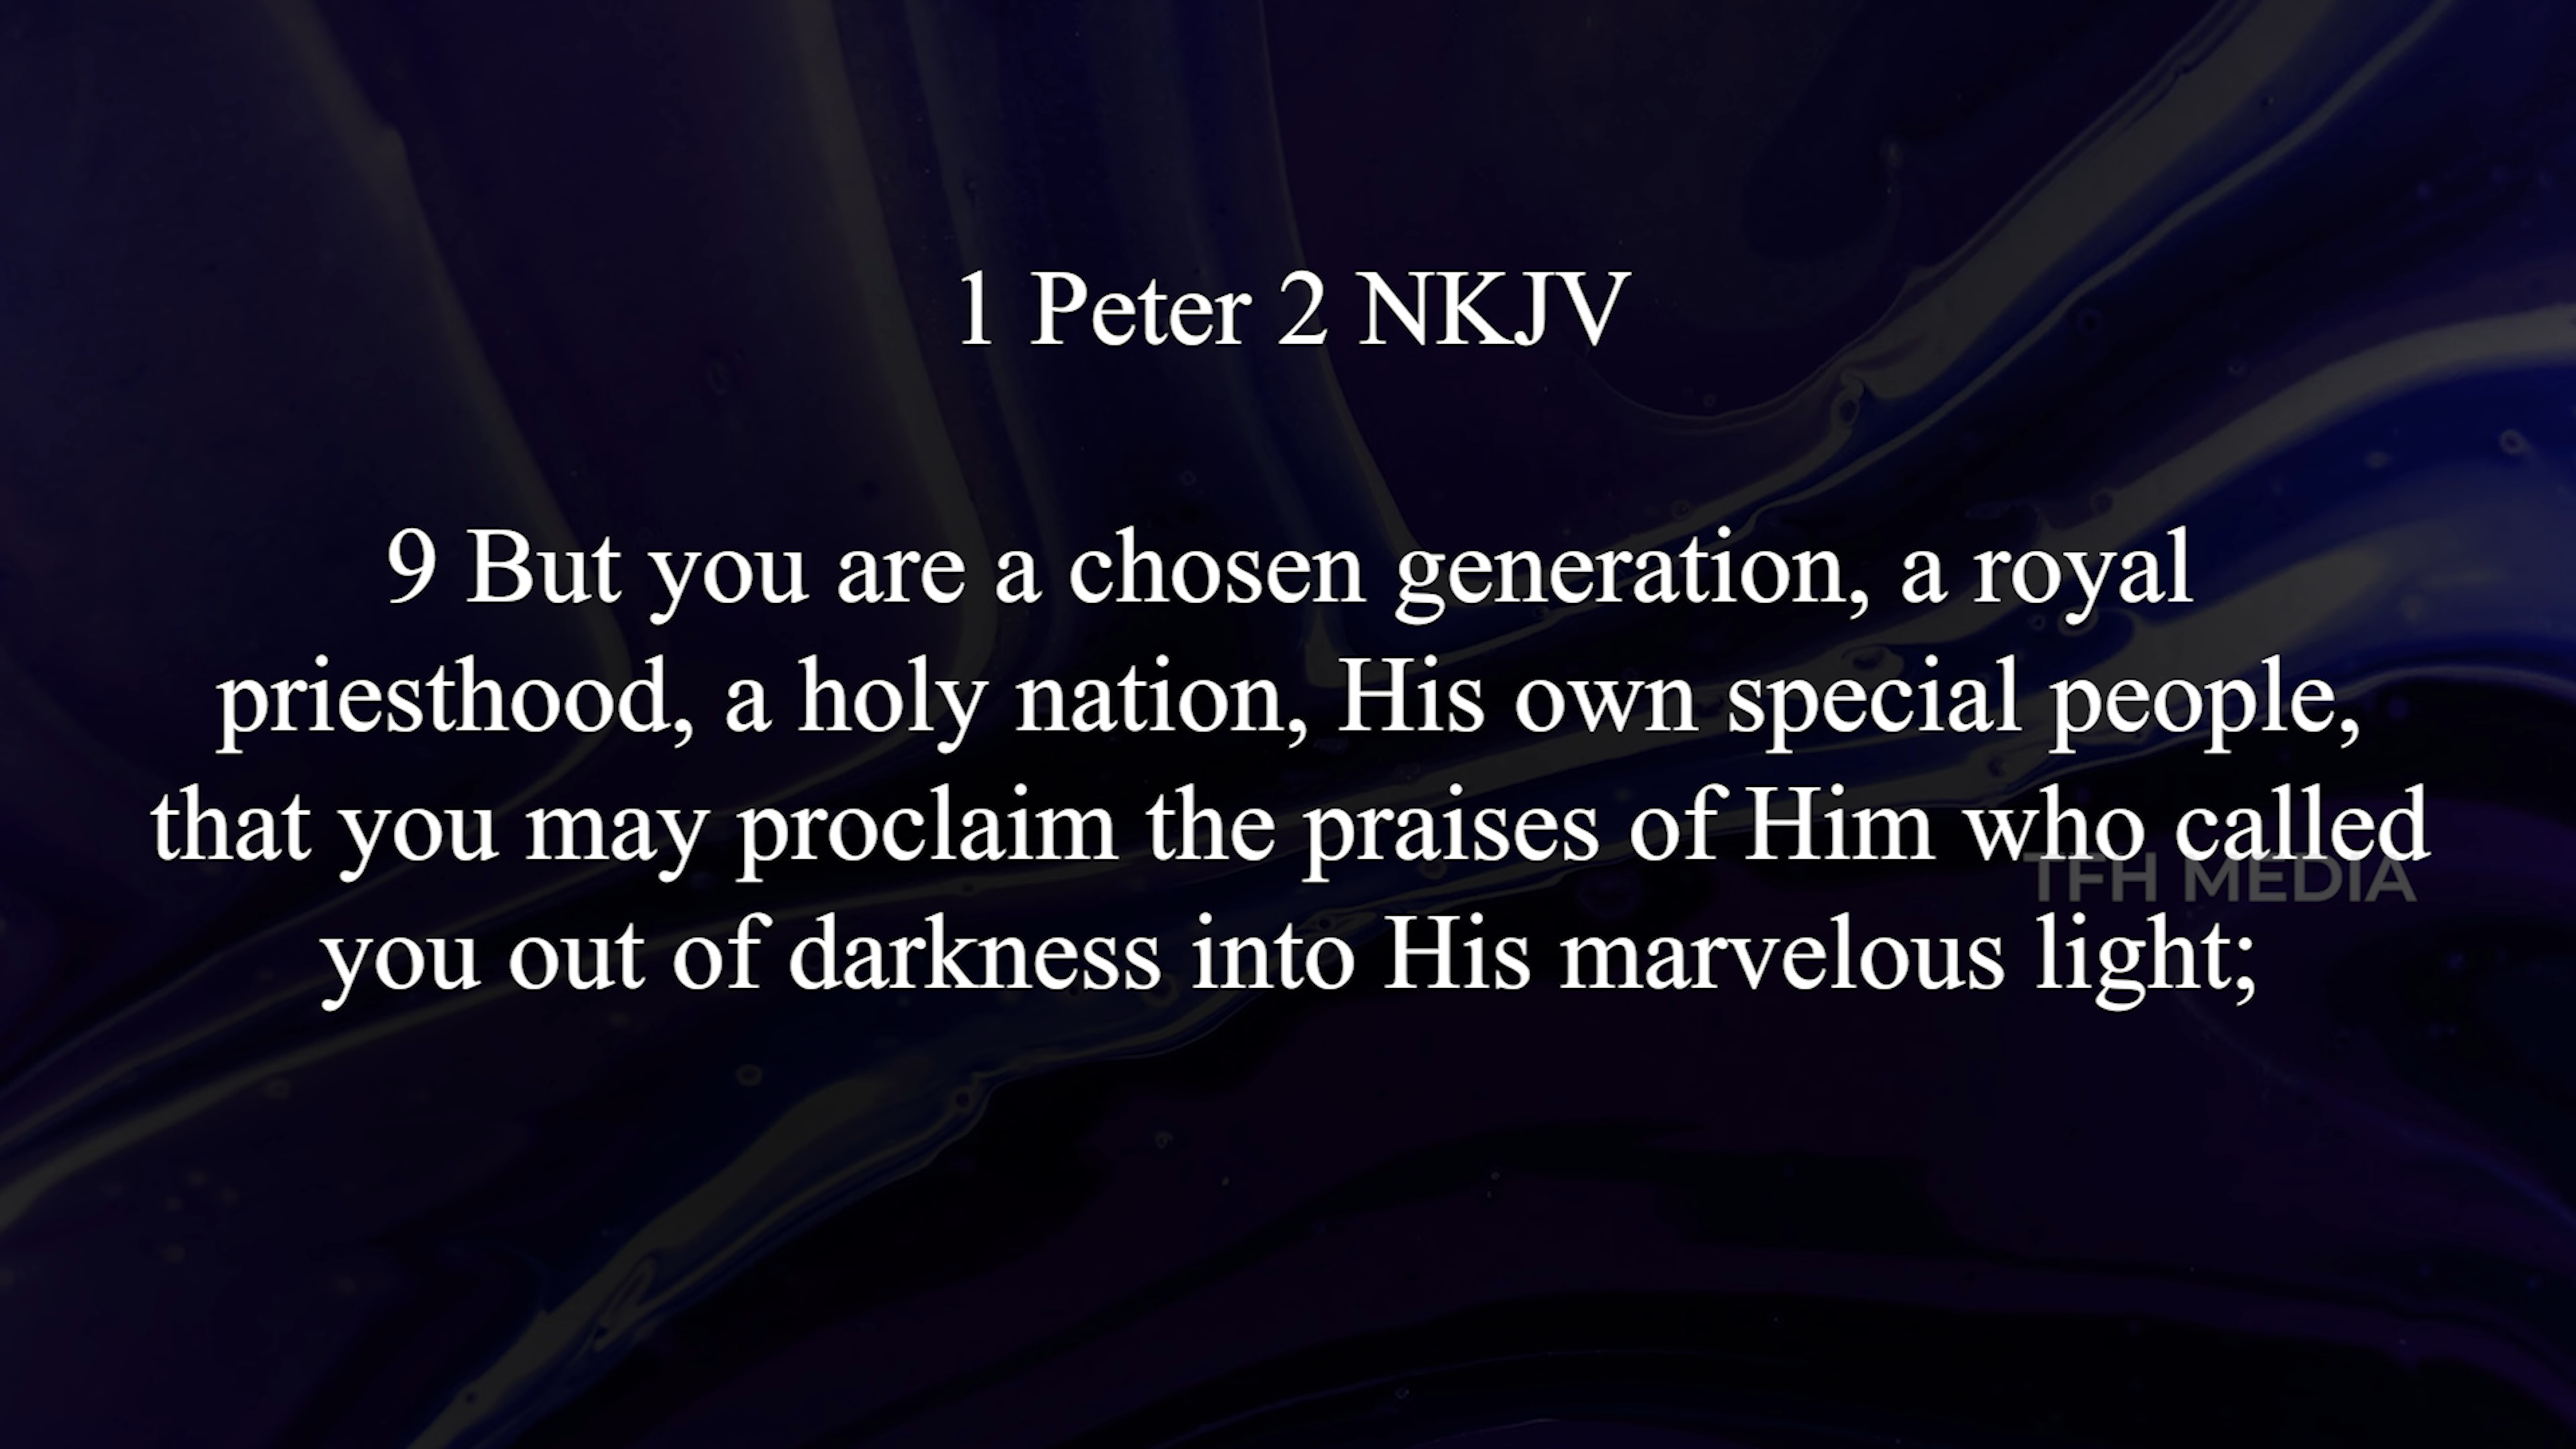 1 Peter 2 NKJV
9 But you are a chosen generation, a royal
priesthood, a holy nation, His own special people,
that you may proclaim the praises of Him who called
TFH MEDIA
you out of darkness into His marvelous light;